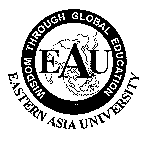 WISDOM THROUGH GLOBAL EDUCATION
EAU
EASTERN ASIA UNIVERSITY